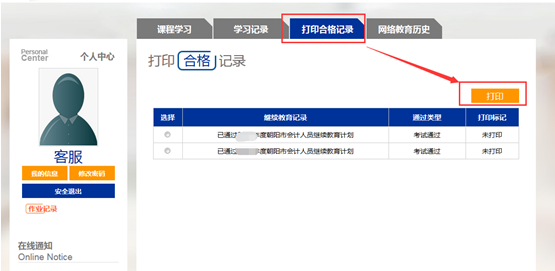 课程学习 学习记录 打印合格记录 网络教育历史
Personal
Center 个人中心
打印 合格 记录
打印
选择 继续教育记录 通过类型 打印标记
已通过 年度朝阳市会计人员继续教育计划 考试通过 未打印
已通过 度朝阳市会计人员继续教育计划 考试通过 未打印
客服
我的信息 修改密码
安全退出
作业记录
在线通知
Online Notice